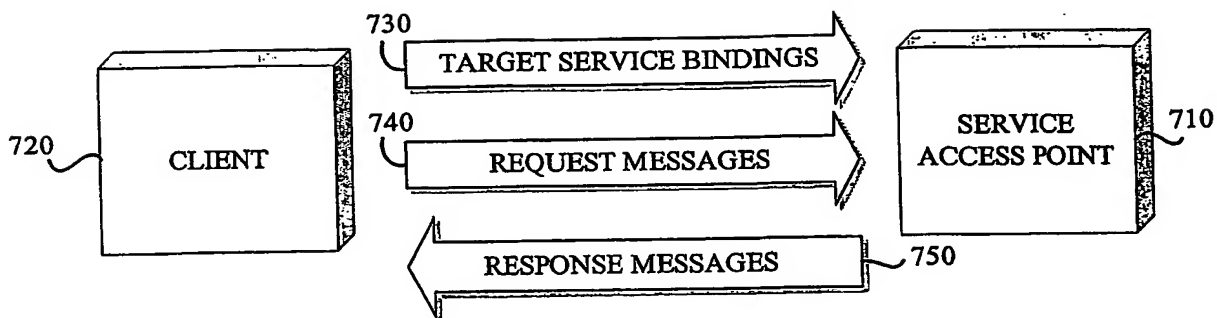 730
TARGET SERVICE BINDINGS
720
CLIENT
740
REQUEST MESSAGES
SERVICE
ACCESS POINT
710
RESPONSE MESSAGES
750